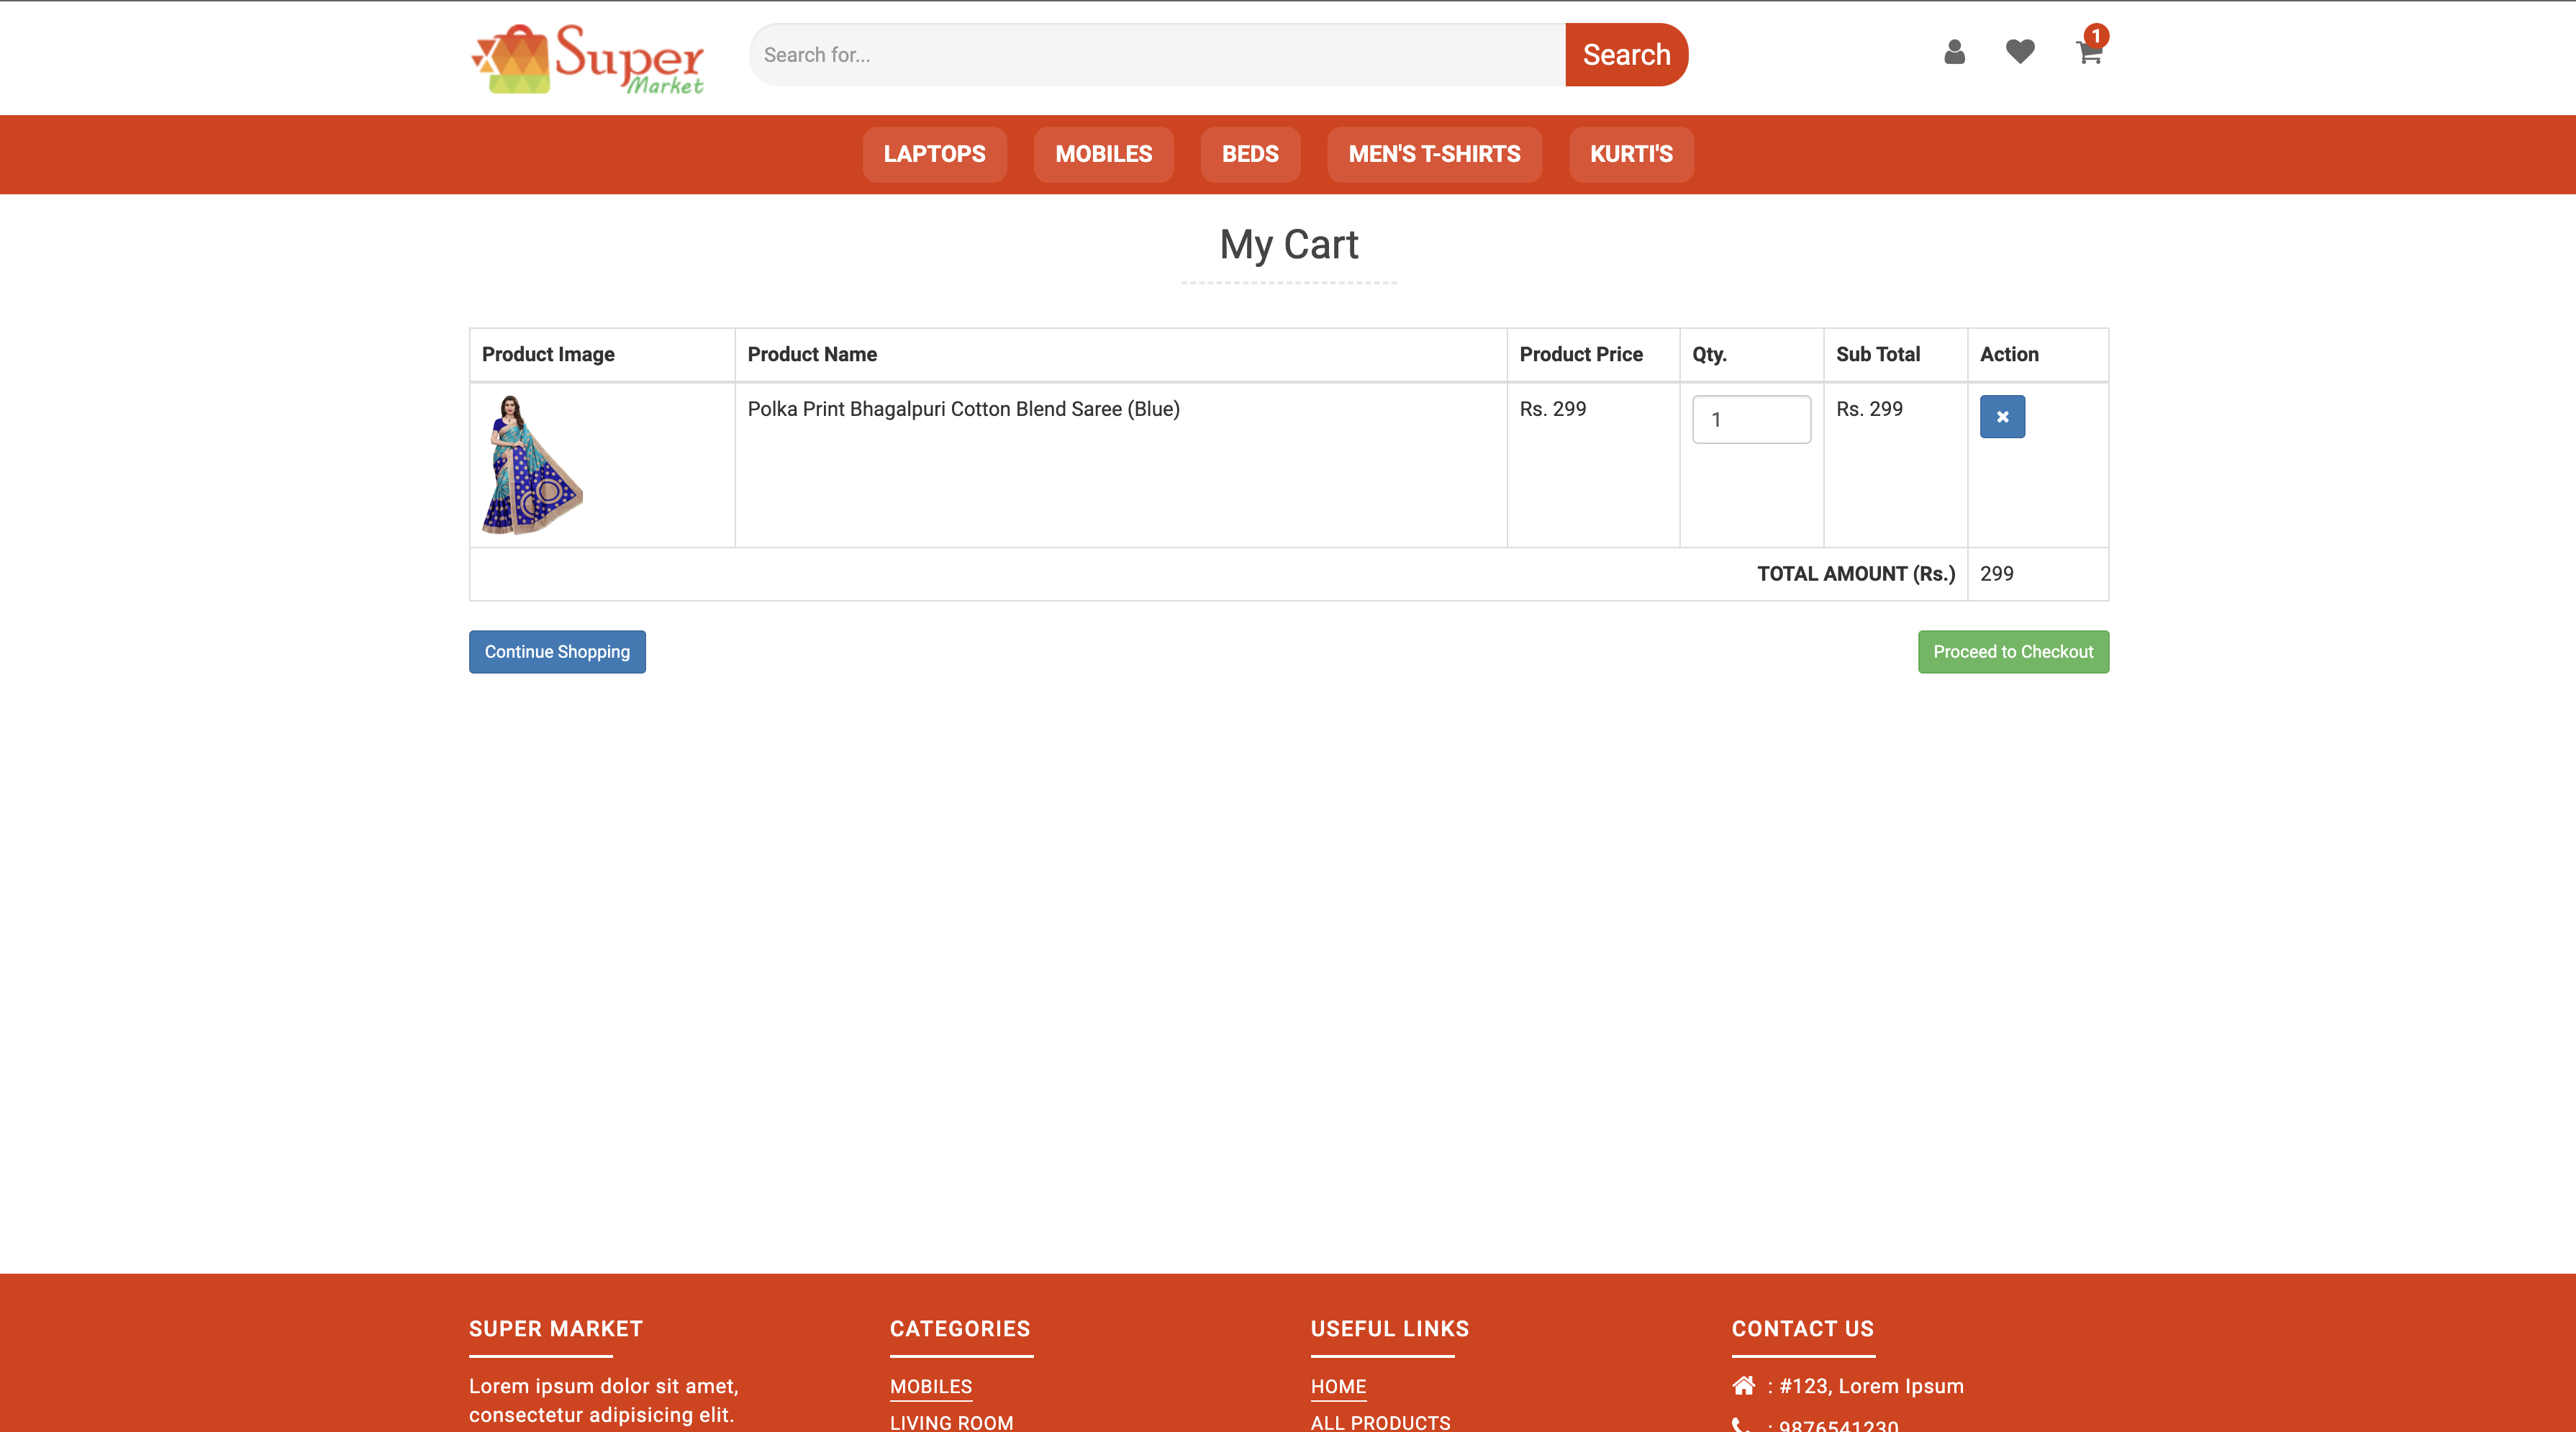 Super
Market
Search for...
Search
1
LAPTOPS
MOBILES
BEDS
MEN'S T-SHIRTS
KURTI'S
My Cart
Product Image
Product Name
Product Price
Qty.
Sub Total
Action
Polka Print Bhagalpuri Cotton Blend Saree (Blue)
Rs. 299
1
Rs. 299
TOTAL AMOUNT (Rs.)
299
Continue Shopping
Proceed to Checkout
SUPER MARKET
Lorem ipsum dolor sit amet,
consectetur adipisicing elit.
CATEGORIES
MOBILES
LIVING ROOM
USEFUL LINKS
HOME
ALL PRODUCTS
CONTACT US
: #123, Lorem Ipsum
: 9876541230